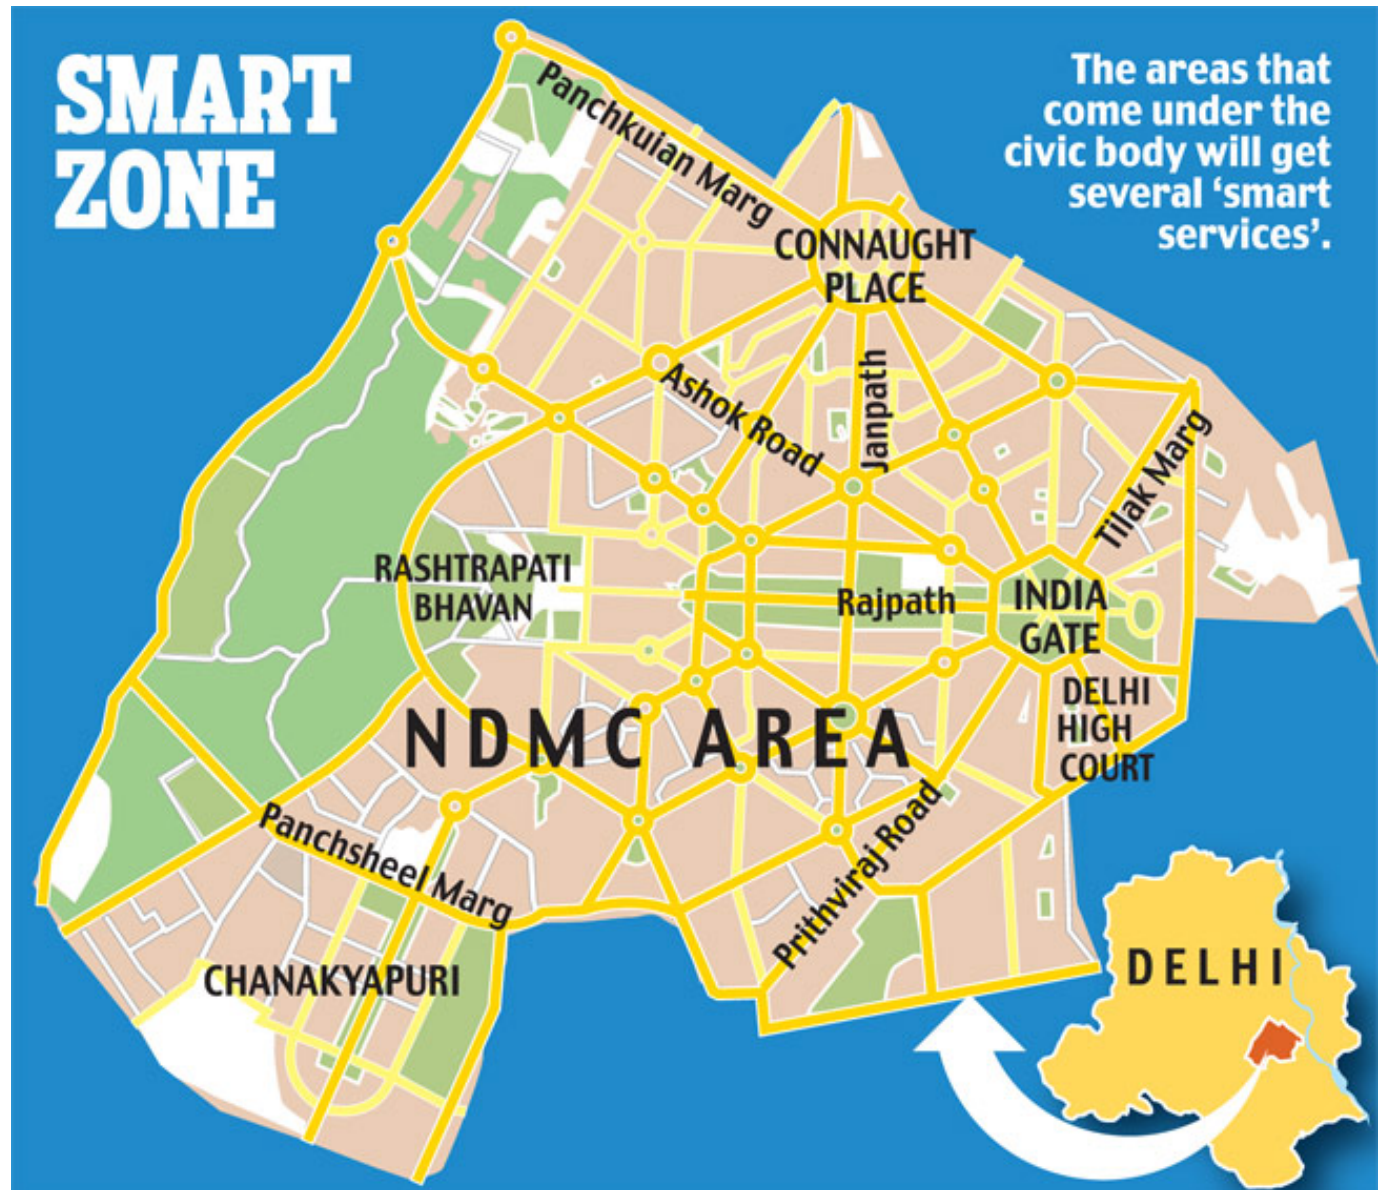 SMART
ZONE
The areas that
come under the
civic body will get
several ‘smart
services’.
Panchkuian Marg
CONNAUGHT
PLACE
Ashok Road
Janpath
Tilak Marg
RASHTRAPATI
BHAVAN
Rajpath
INDIA
GATE
DELHI
HIGH
COURT
NDMC AREA
Panchsheel Marg
Prithviraj Road
CHANAKYAPURI
DELHI